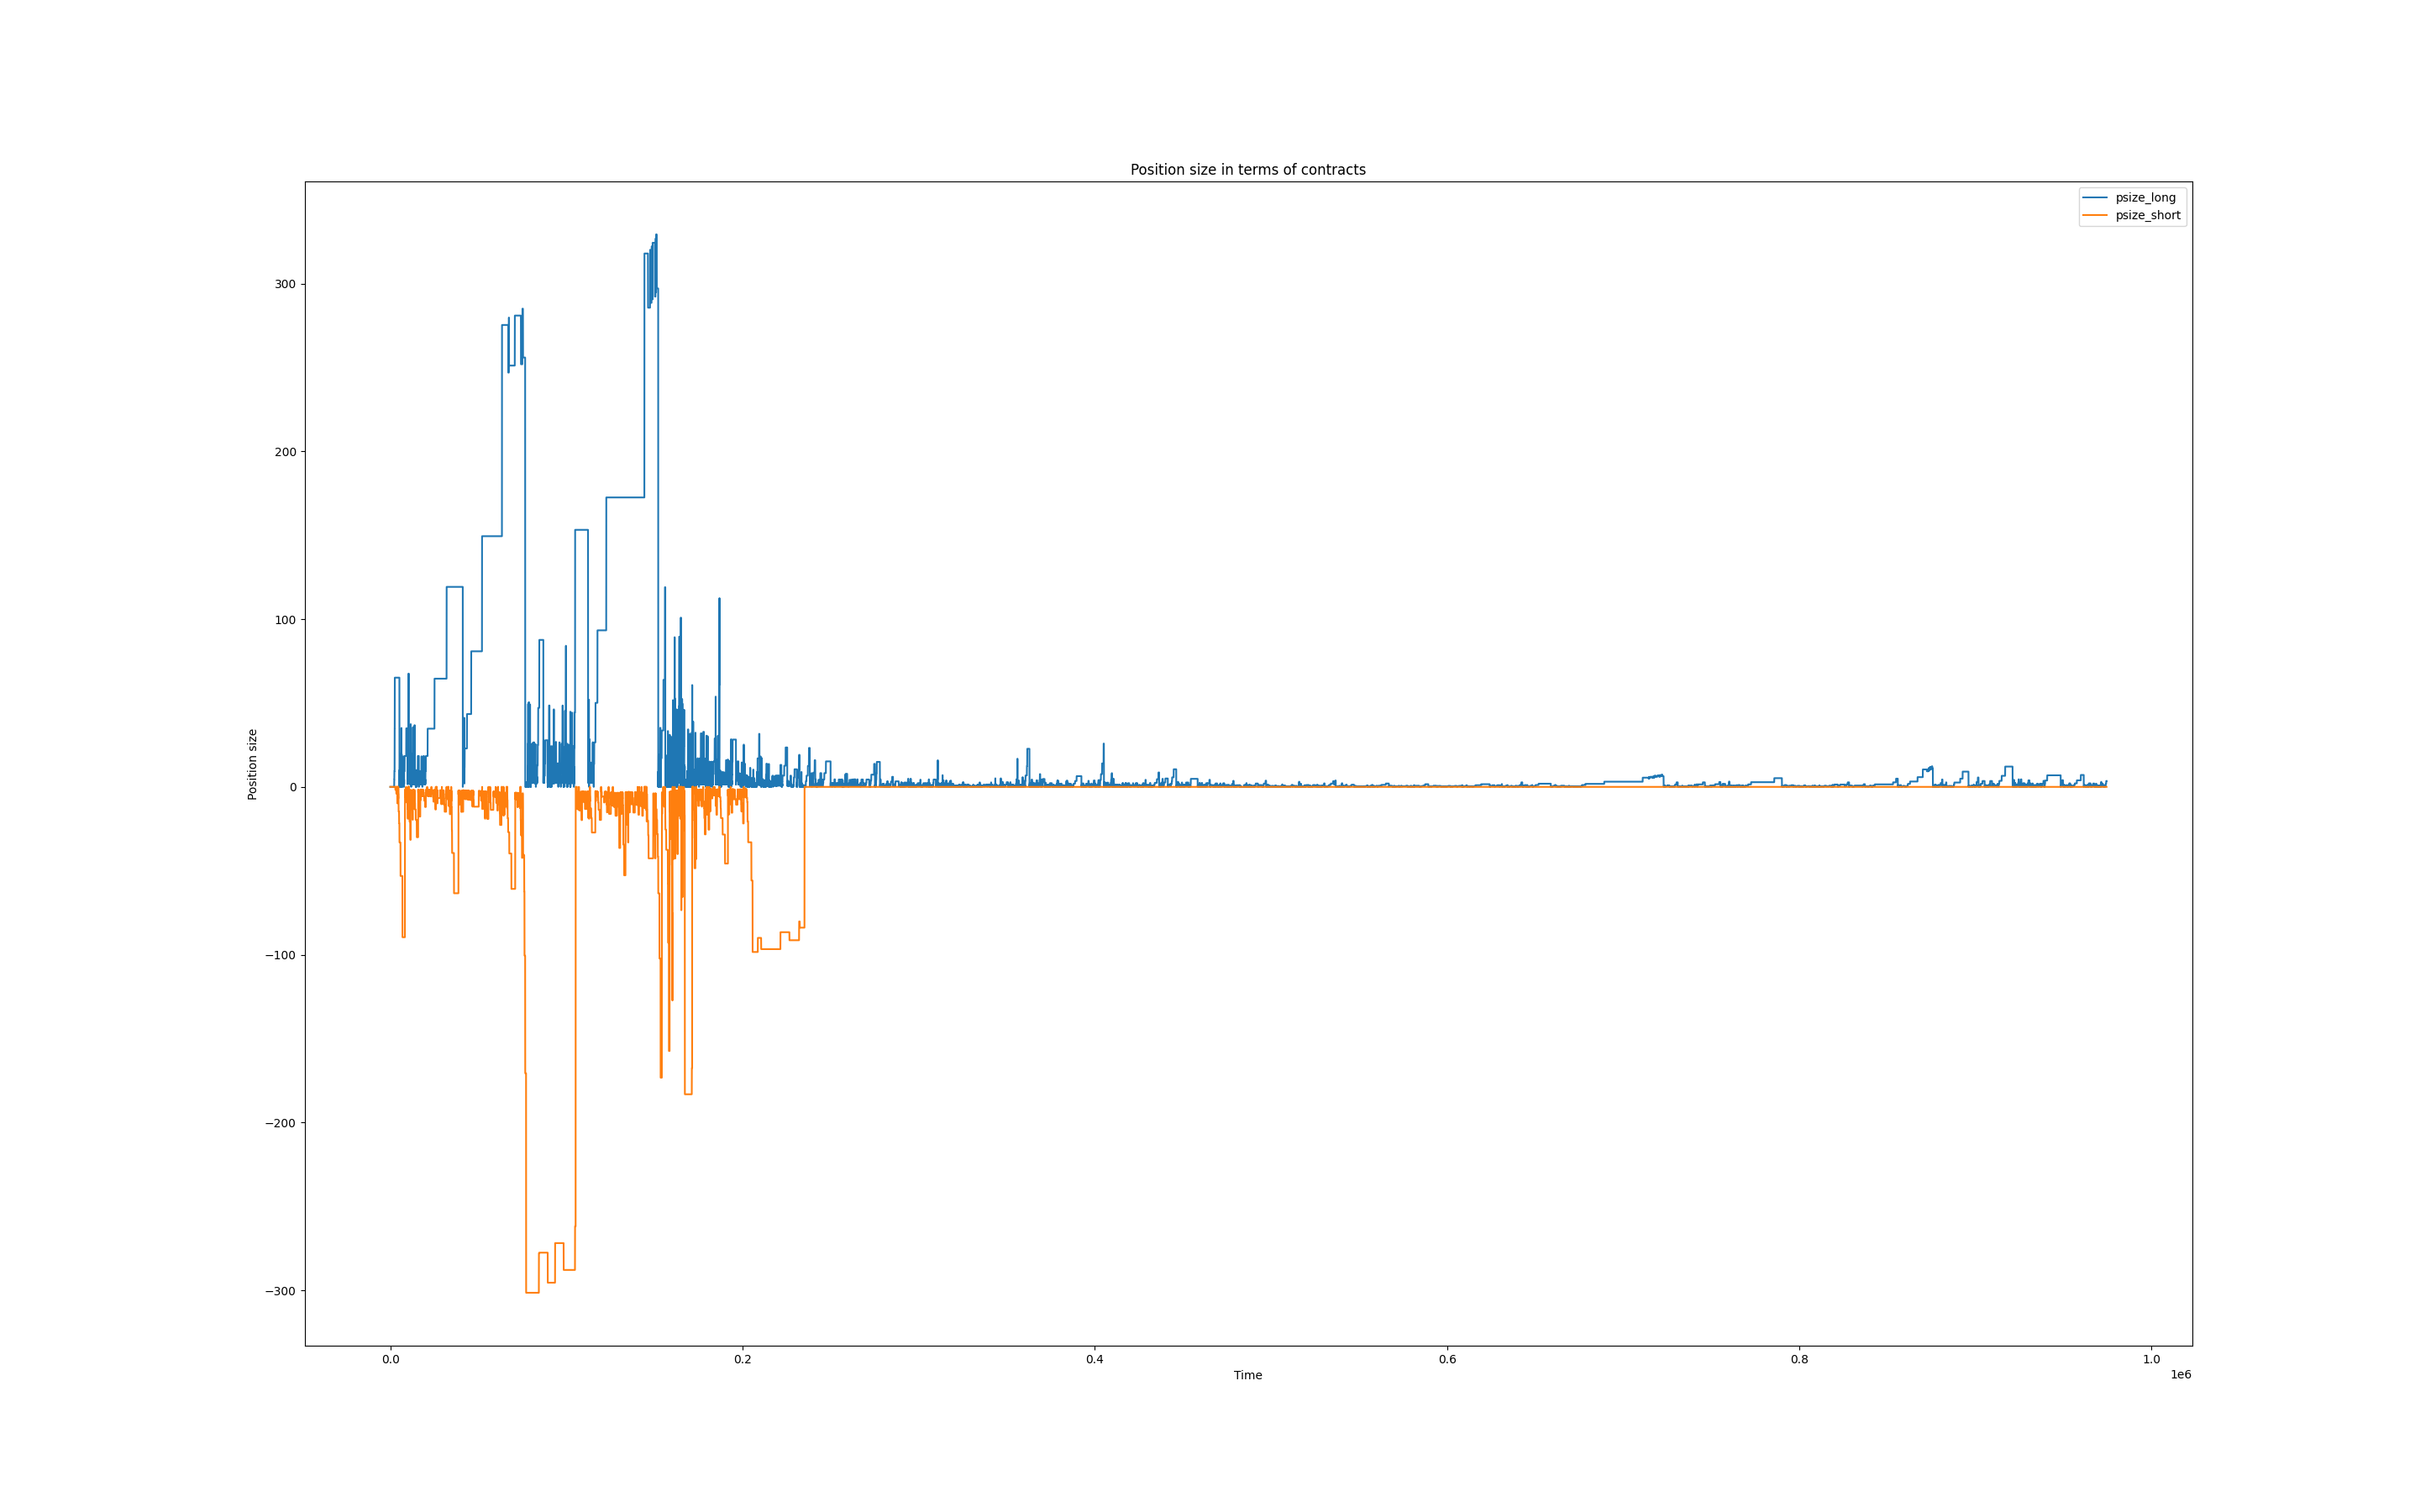 Position size in terms of contracts
psize_long
psize_short
Position size
300
200
100
0
−100
−200
−300
0.0
0.2
0.4
0.6
0.8
1.0
Time
1e6